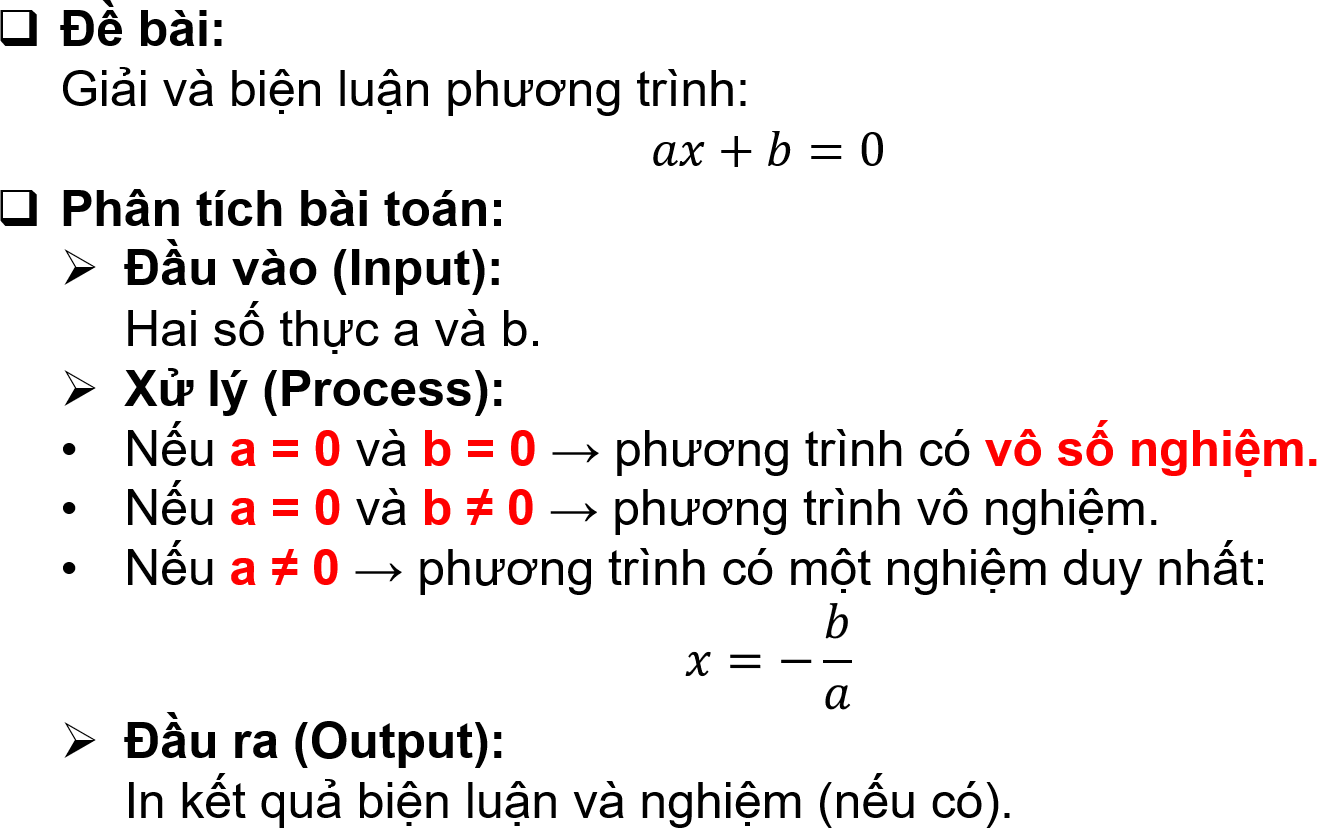 ❑ Đề bài:
Giải và biện luận phương trình:
ax + b = 0
❑ Phân tích bài toán:
➢ Đầu vào (Input):
Hai số thực a và b.
➢ Xử lý (Process):
• Nếu a = 0 và b = 0 → phương trình có vô số nghiệm.
• Nếu a = 0 và b ≠ 0 → phương trình vô nghiệm.
• Nếu a ≠ 0 → phương trình có một nghiệm duy nhất:
x = −b/a
➢ Đầu ra (Output):
In kết quả biện luận và nghiệm (nếu có).